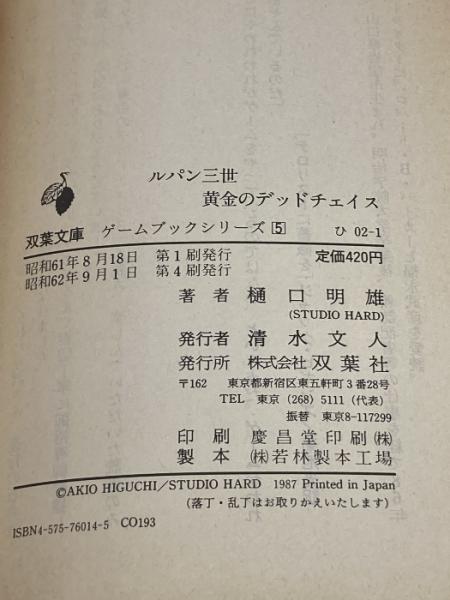 ルパン三世
黄金のデッドチェイス
双葉文庫 ゲームブックシリーズ 5 ひ 02-1
昭和61年8月18日 第1刷発行 定価420円
昭和62年9月1日 第4刷発行
著者 樋口明雄
(STUDIO HARD)
発行者 清水文人
発行所 株式会社 双葉社
〒162 東京都新宿区東五軒町3番28号
TEL 東京(268)5111(代表)
振替 東京8-117299
印刷 慶昌堂印刷㈱
製本 ㈱若林製本工場
©AKIO HIGUCHI/STUDIO HARD 1987 Printed in Japan
(落丁・乱丁はお取りかえいたします)
ISBN4-575-76014-5 CO193